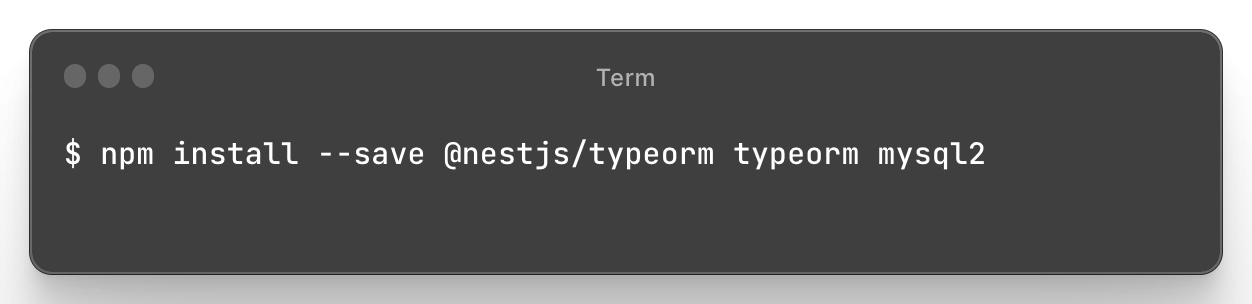 Term
$ npm install --save @nestjs/typeorm typeorm mysql2